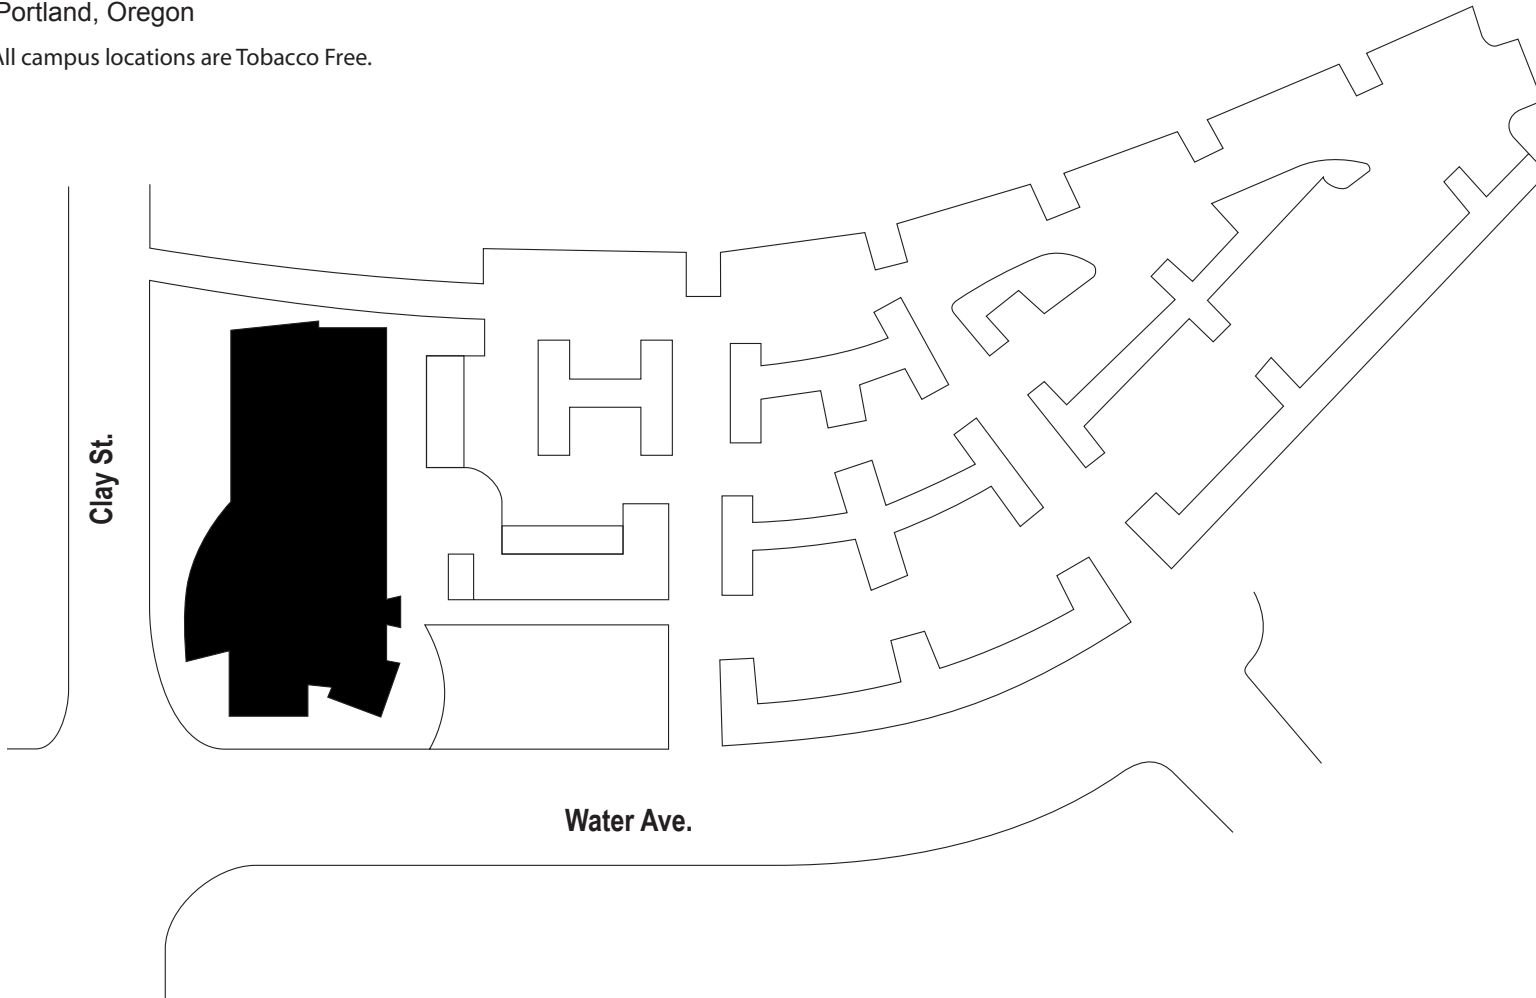 Portland, Oregon
All campus locations are Tobacco Free.
Clay St.
Water Ave.